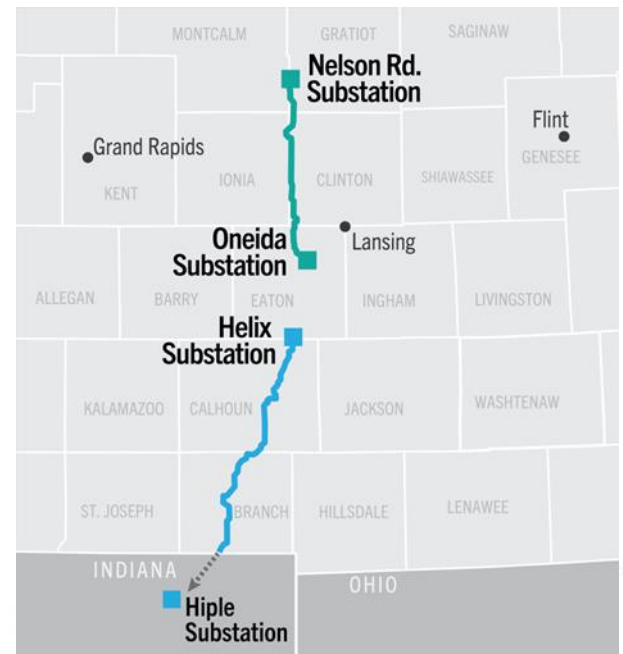 MONTCALM
GRATIOT
SAGINAW
Nelson Rd.
Substation
Flint
GENESEE
Grand Rapids
KENT
IONIA
CLINTON
SHIAWASSEE
Oneida
Substation
Lansing
ALLEGAN
BARRY
EATON
INGHAM
LIVINGSTON
Helix
Substation
KALAMAZOO
CALHOUN
JACKSON
WASHTENAW
ST. JOSEPH
BRANCH
HILLSDALE
LENAWEE
INDIANA
OHIO
Hiple
Substation